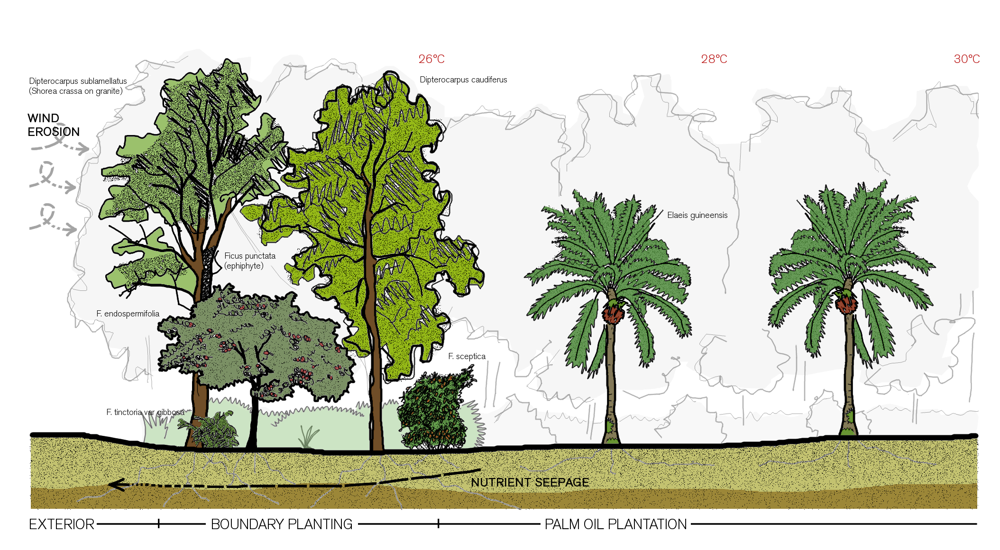 26°C
28°C
30°C
Dipterocarpus sublamellatus
(Shorea crassa on granite)
Dipterocarpus caudiferus
WIND
EROSION
Elaeis guineensis
Ficus punctata
(ephiphyte)
F. endospermifolia
F. sceptica
F. tinctoria var gibbosa
NUTRIENT SEEPAGE
EXTERIOR
BOUNDARY PLANTING
PALM OIL PLANTATION